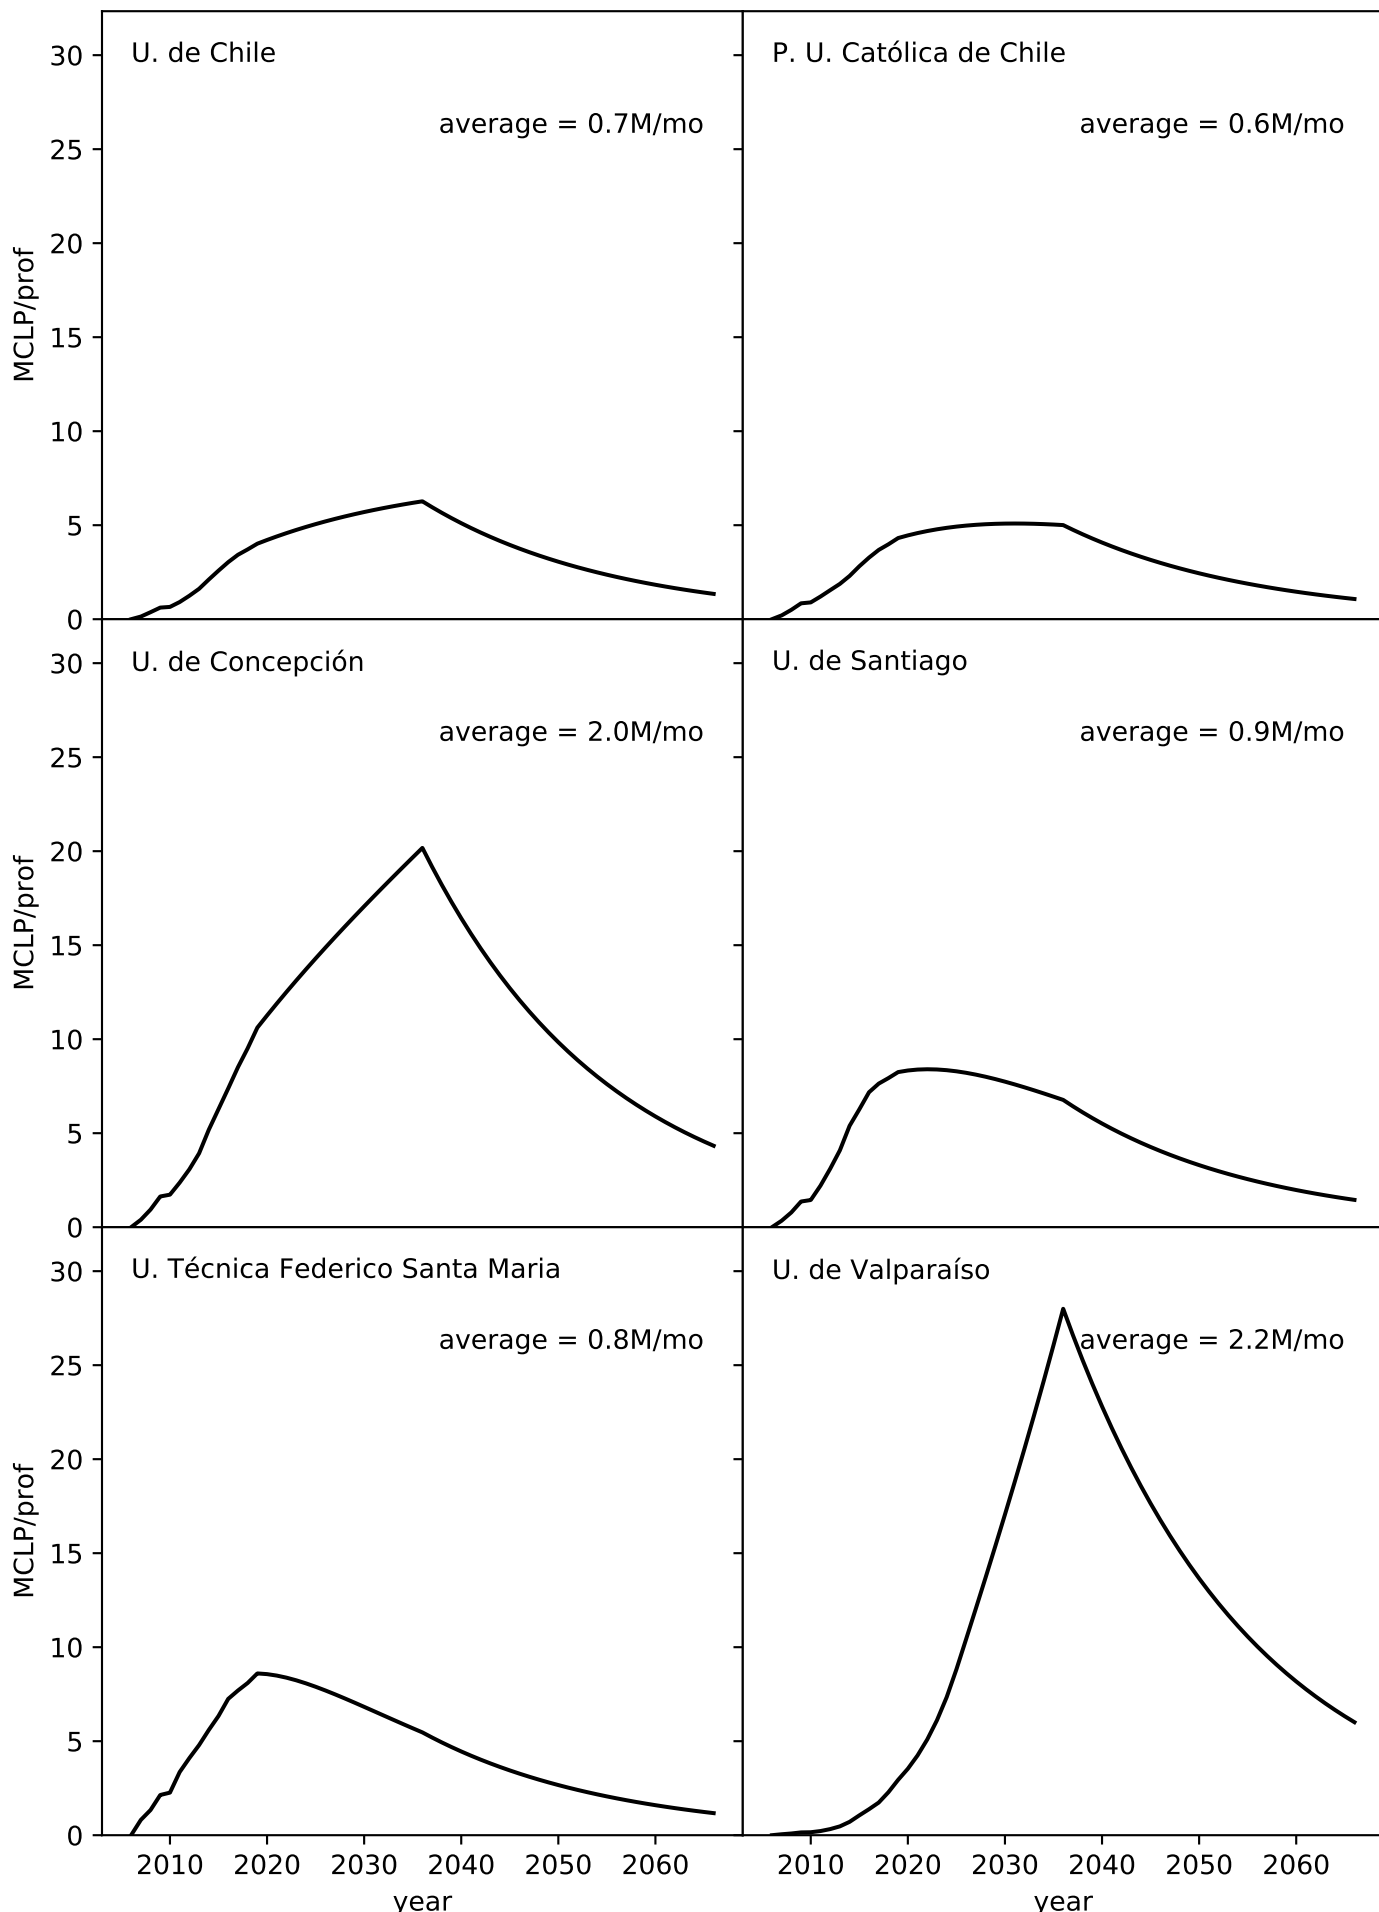 U. de Chile
average = 0.7M/mo
30
25
20
15
10
5
0
MCLP/prof
P. U. Católica de Chile
average = 0.6M/mo
U. de Concepción
average = 2.0M/mo
30
25
20
15
10
5
0
MCLP/prof
U. de Santiago
average = 0.9M/mo
U. Técnica Federico Santa Maria
average = 0.8M/mo
30
25
20
15
10
5
0
MCLP/prof
2010 2020 2030 2040 2050 2060
year
U. de Valparaíso
average = 2.2M/mo
2010 2020 2030 2040 2050 2060
year